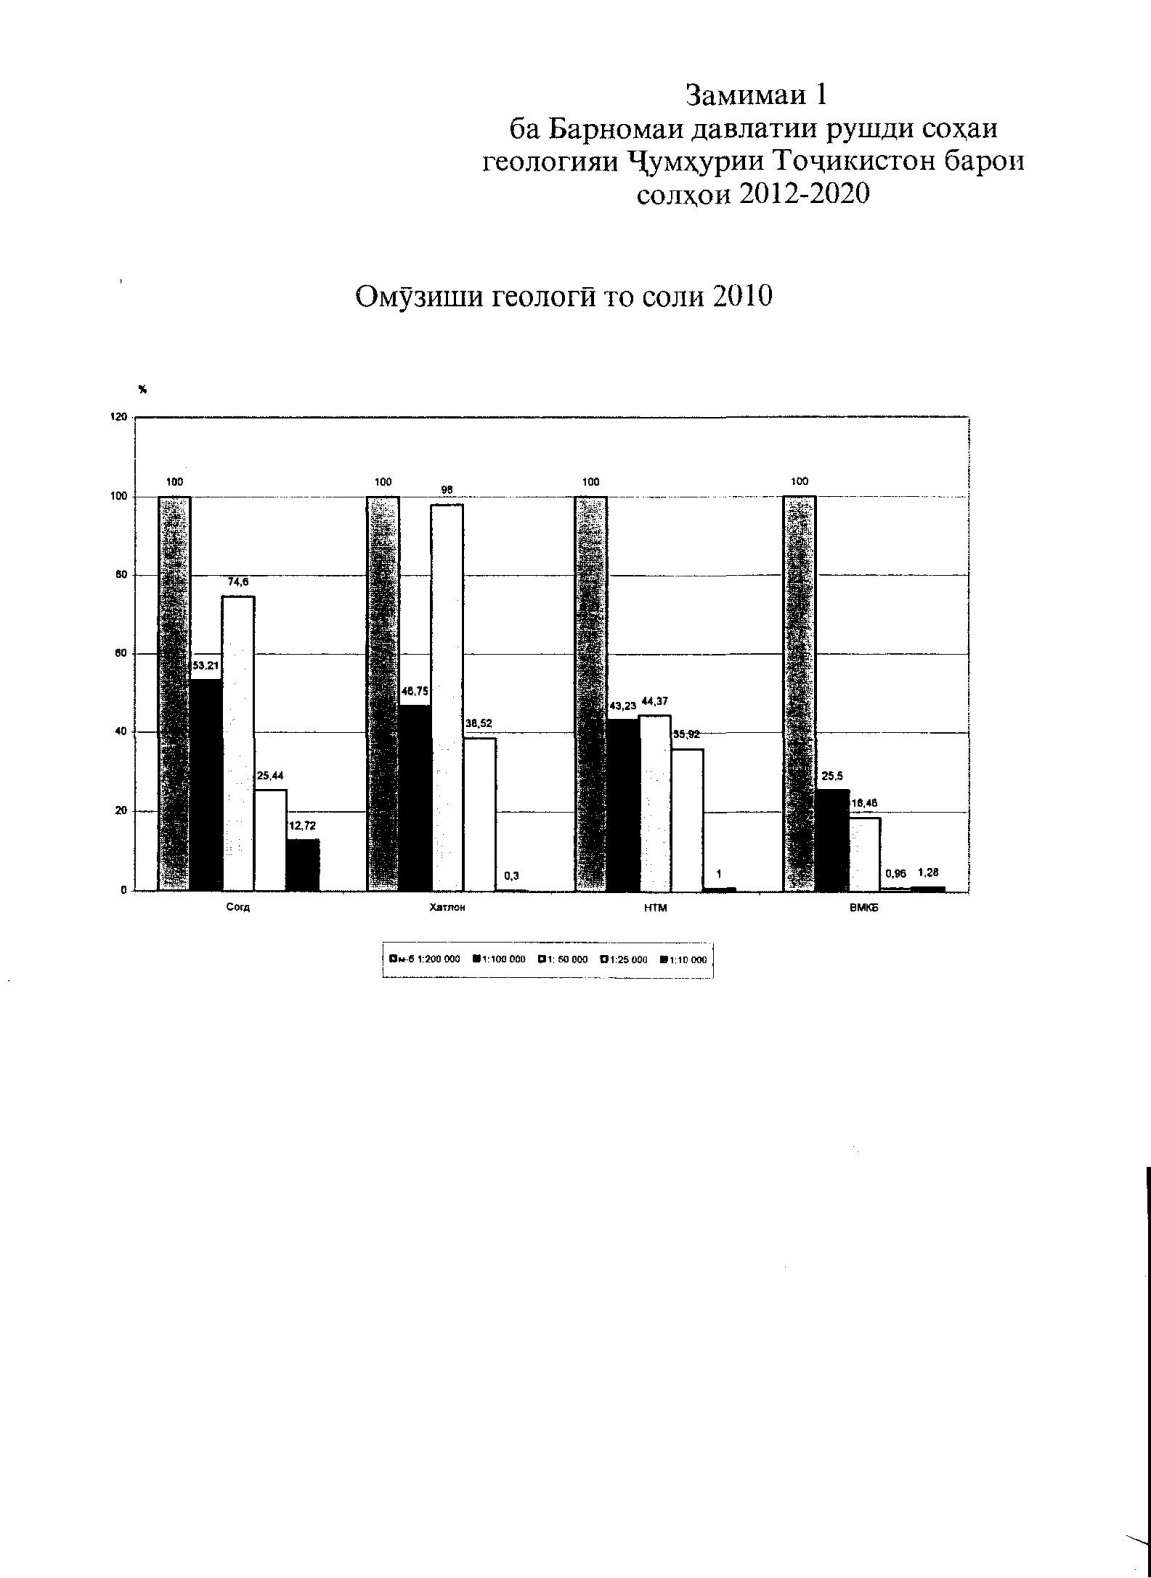 Замимаи 1
ба Барномаи давлатии рушди соҳаи
геологияи Ҷумҳурии Тоҷикистон барои
солҳои 2012-2020
Омӯзиши геологӣ то соли 2010
%
120
100
80
60
40
20
0
100
53,21
74,6
25,44
12,72
100
46,75
98
38,52
0,3
100
43,23
44,37
35,92
1
100
25,5
18,46
0,96
1,28
Согд
Хатлон
НТМ
ВМКБ
м-б 1:200 000 1:100 000 1: 50 000 1:25 000 1:10 000